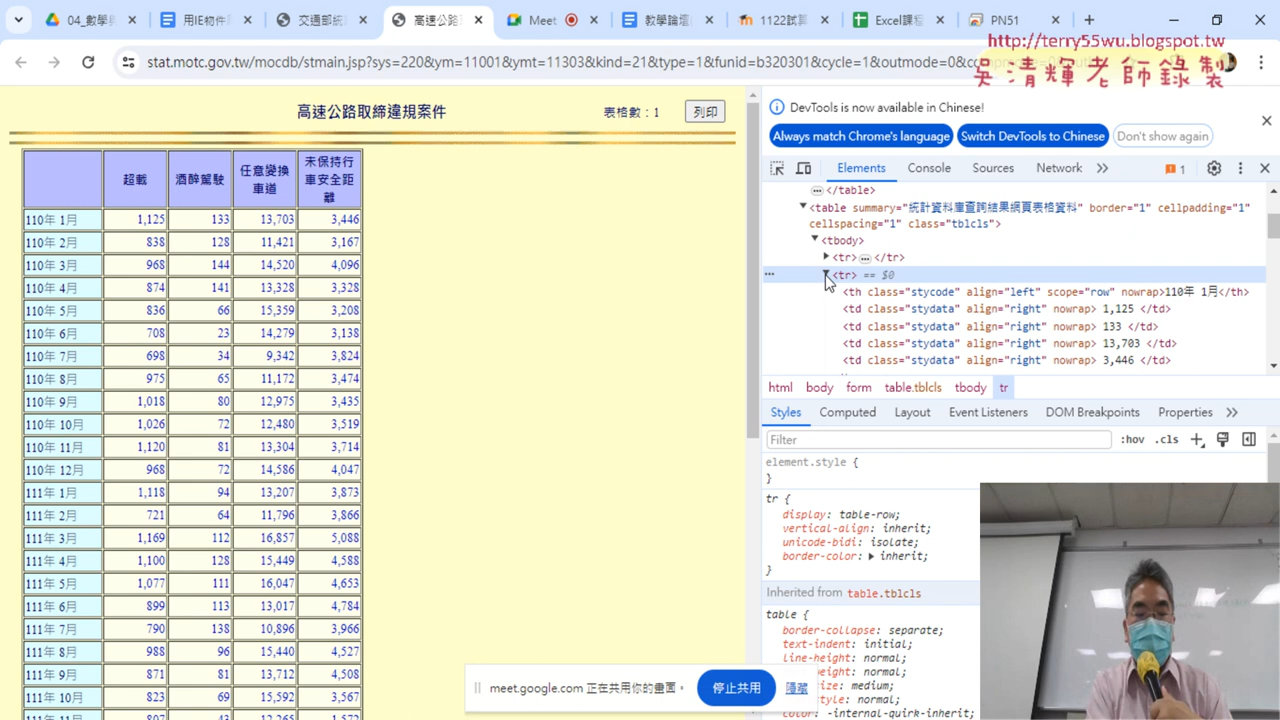 04_數學
用IE物件
交通部統
高速公路
Meet
教學論壇
1122試算
Excel課程
PN51
http://terry55wu.blogspot.tw
吳清輝老師錄製
stat.motc.gov.tw/mocdb/stmain.jsp?sys=220&ym=11001&ymt=11303&kind=21&type=1&funid=b320301&cycle=1&outmode=0&
高速公路取締違規案件 表格數：1 列印
超載 酒醉駕駛 任意變換車道 未保持行車安全距離
110年 1月 1,125 133 13,703 3,446
110年 2月 838 128 11,421 3,167
110年 3月 968 144 14,520 4,096
110年 4月 874 141 13,328 3,328
110年 5月 836 66 15,359 3,208
110年 6月 708 23 14,279 3,138
110年 7月 698 34 9,342 3,824
110年 8月 975 65 11,172 3,474
110年 9月 1,018 80 12,975 3,435
110年 10月 1,026 72 12,480 3,519
110年 11月 1,120 81 13,304 3,714
110年 12月 968 72 14,586 4,047
111年 1月 1,118 94 13,207 3,873
111年 2月 721 64 11,796 3,866
111年 3月 1,169 112 16,857 5,088
111年 4月 1,100 128 15,449 4,588
111年 5月 1,077 111 16,047 4,653
111年 6月 899 113 13,017 4,784
111年 7月 790 138 10,896 3,966
111年 8月 988 96 15,440 4,527
111年 9月 871 81 13,712 4,508
111年 10月 823 69 15,592 3,567
111年 11月 807 43 12,265 1,572
DevTools is now available in Chinese!
Always match Chrome's language Switch DevTools to Chinese Don't show again
Elements Console Sources Network 1
</table>
<table summary="統計資料庫查詢結果網頁表格資料" border="1" cellpadding="1"
cellspacing="1" class="tblcls">
<tbody>
<tr> … </tr>
<tr> == $0
<th class="stycode" align="left" scope="row" nowrap>110年 1月</th>
<td class="stydata" align="right" nowrap> 1,125 </td>
<td class="stydata" align="right" nowrap> 133 </td>
<td class="stydata" align="right" nowrap> 13,703 </td>
<td class="stydata" align="right" nowrap> 3,446 </td>
html body form table.tblcls tbody tr
Styles Computed Layout Event Listeners DOM Breakpoints Properties
Filter :hov .cls
element.style {
}
tr {
display: table-row;
vertical-align: inherit;
unicode-bidi: isolate;
border-color: inherit;
}
Inherited from table.tblcls
table {
border-collapse: separate;
text-indent: initial;
line-height: normal;
weight: normal;
size: medium;
style: normal;
color: -internal-quirk-inherit;
meet.google.com 正在共用你的畫面。 停止共用 隱藏